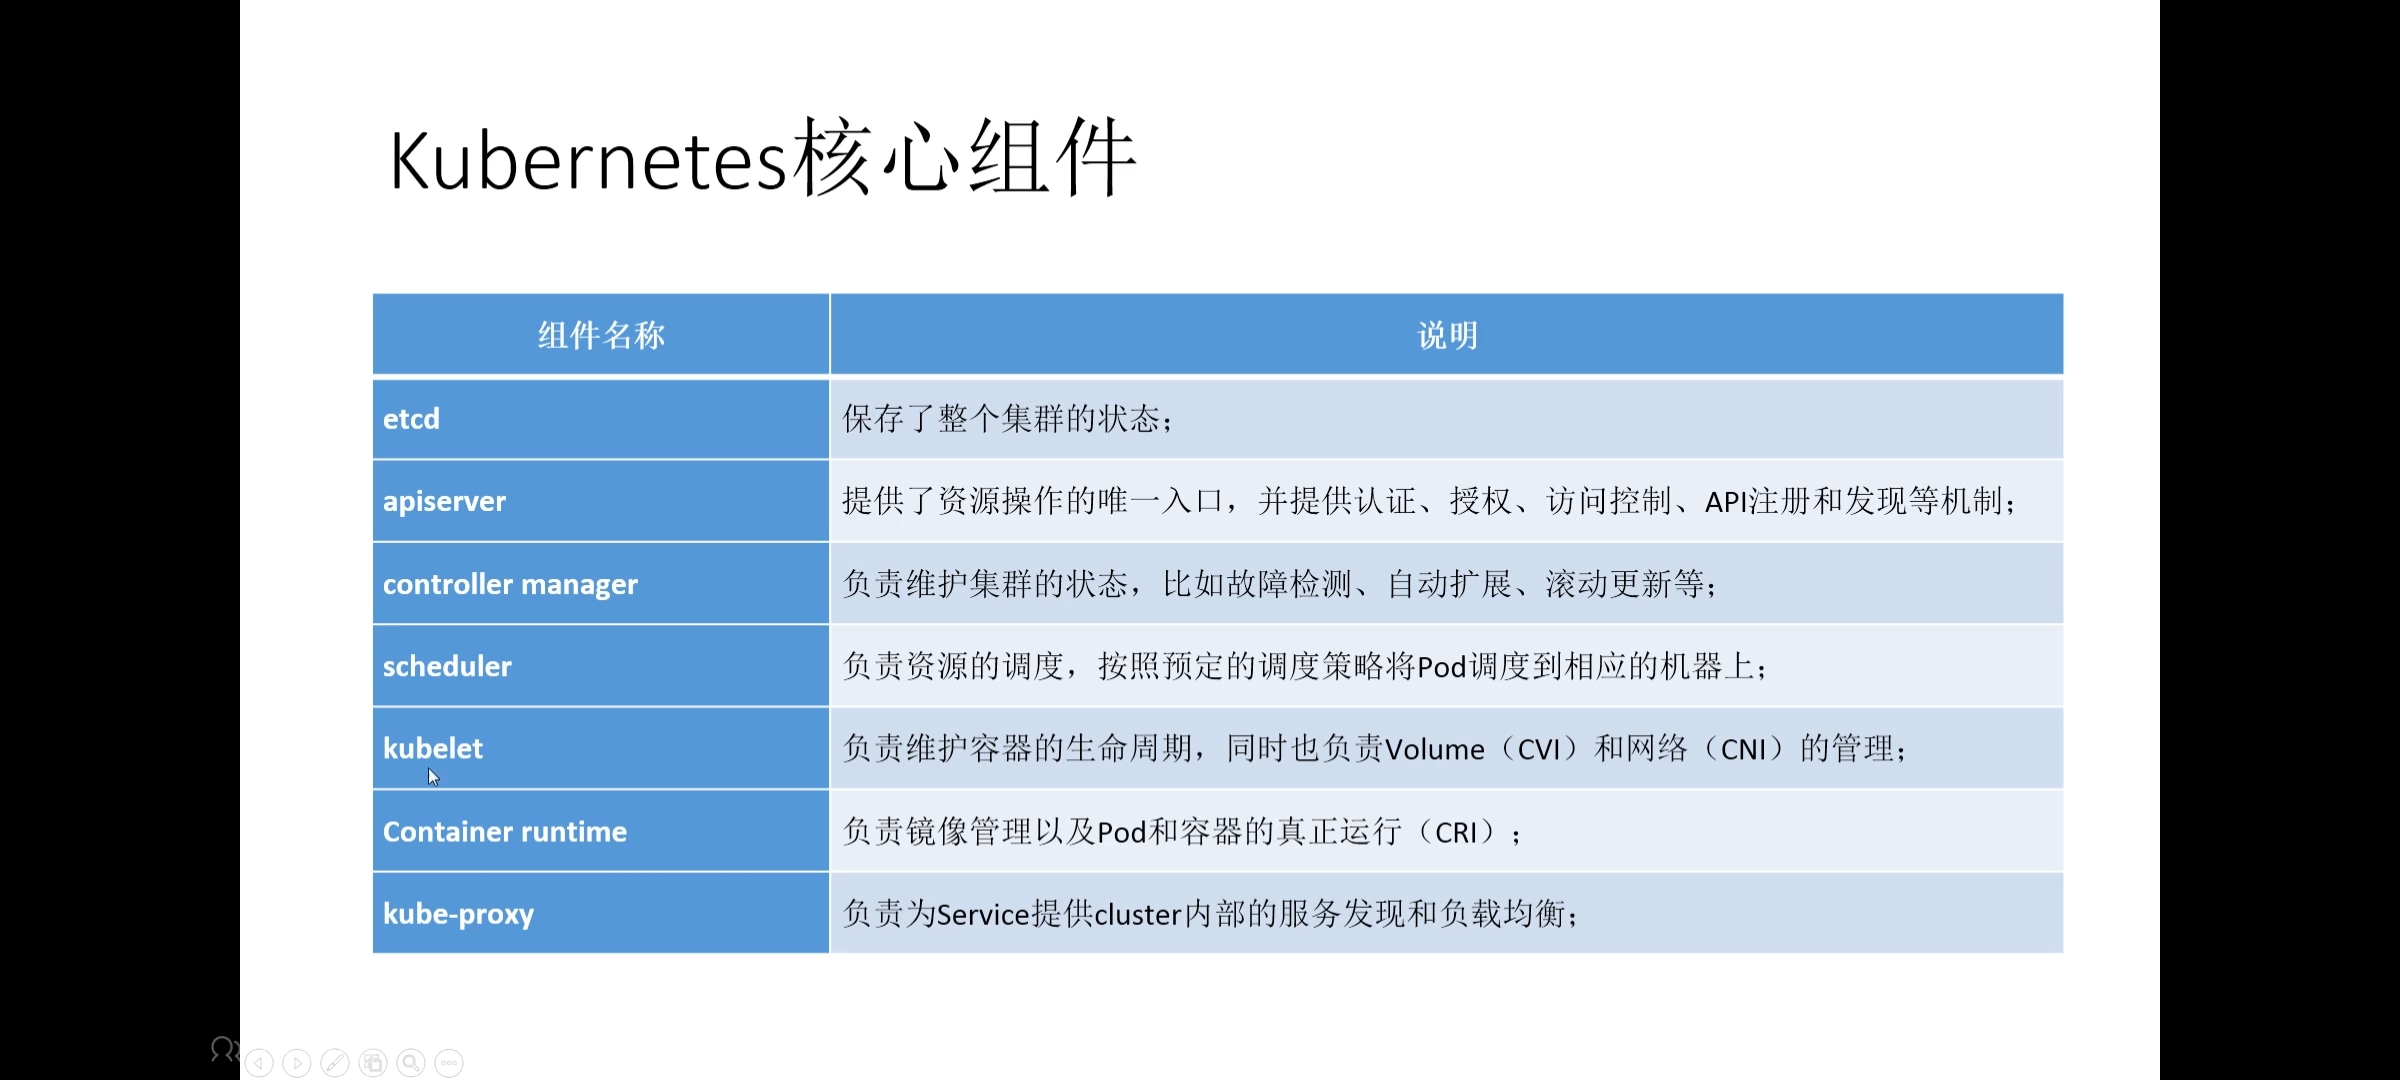 Kubernetes核心组件
组件名称 说明
etcd 保存了整个集群的状态；
apiserver 提供了资源操作的唯一入口，并提供认证、授权、访问控制、API注册和发现等机制；
controller manager 负责维护集群的状态，比如故障检测、自动扩展、滚动更新等；
scheduler 负责资源的调度，按照预定的调度策略将Pod调度到相应的机器上；
kubelet 负责维护容器的生命周期，同时也负责Volume（CVI）和网络（CNI）的管理；
Container runtime 负责镜像管理以及Pod和容器的真正运行（CRI）；
kube-proxy 负责为Service提供cluster内部的服务发现和负载均衡；